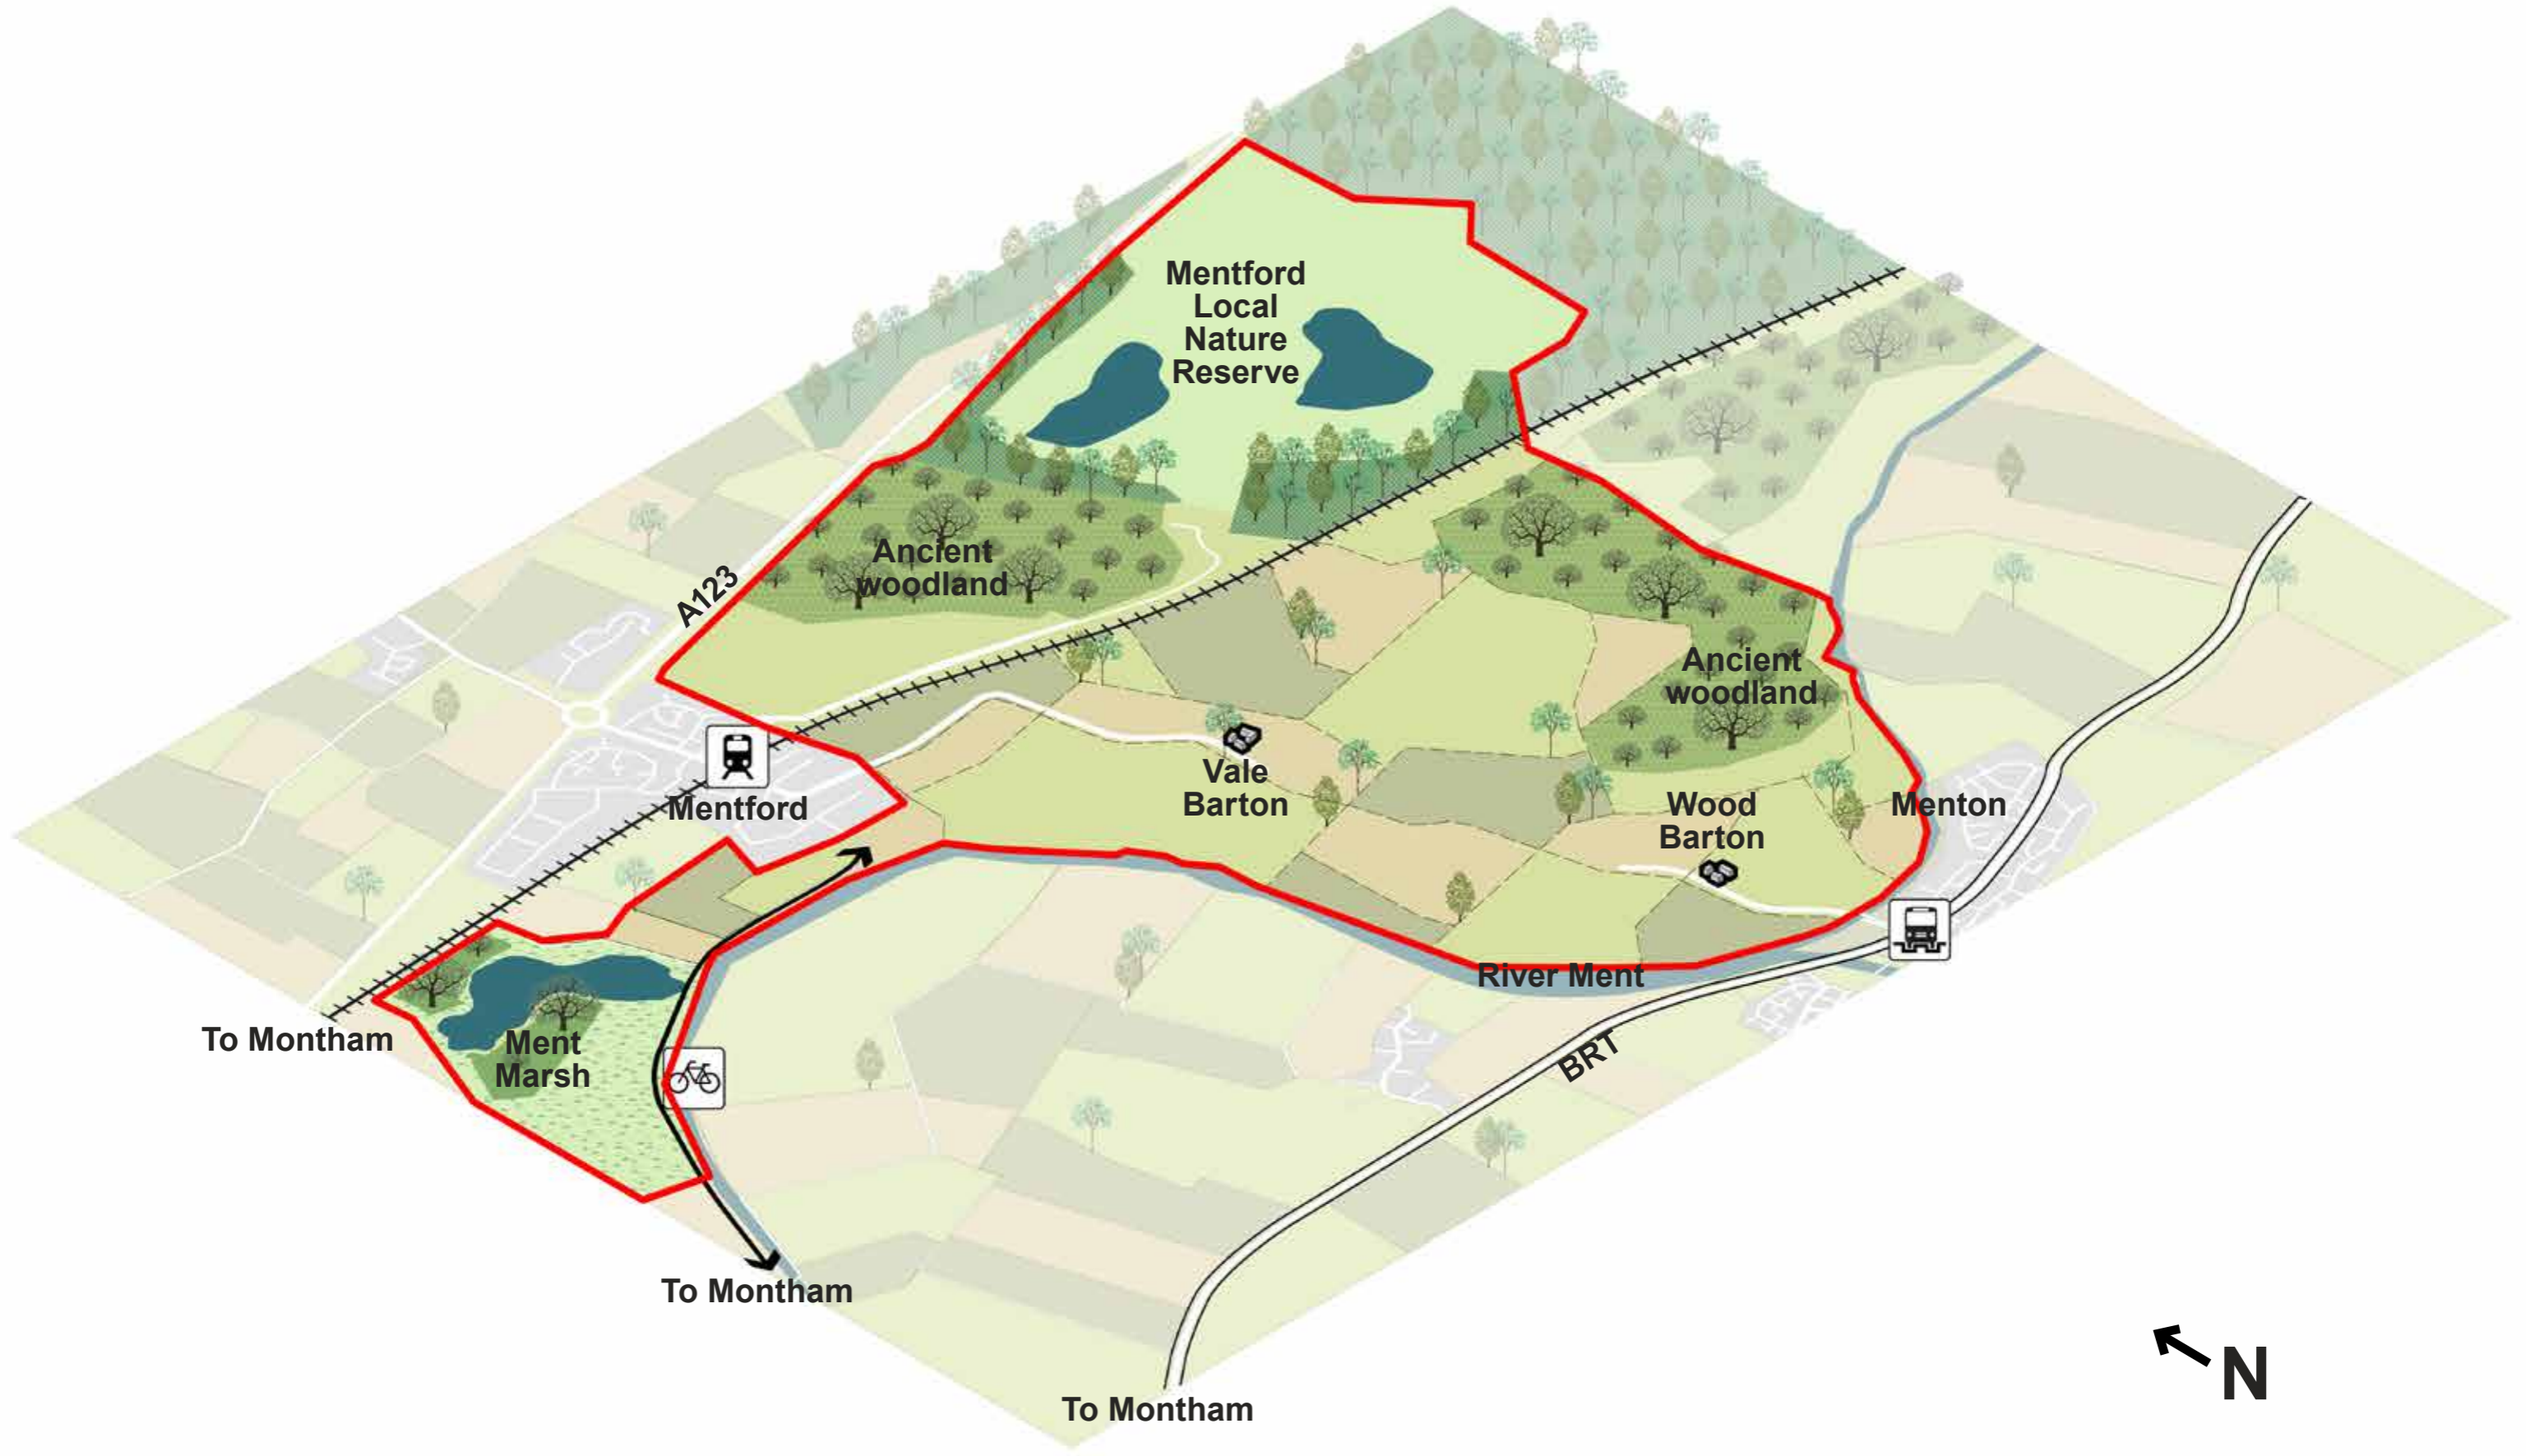 Mentford
Local
Nature
Reserve
Ancient
woodland
A123
Ancient
woodland
Vale
Barton
Mentford
Wood
Barton
Menton
River Ment
To Montham
Ment
Marsh
BRT
To Montham
To Montham
N